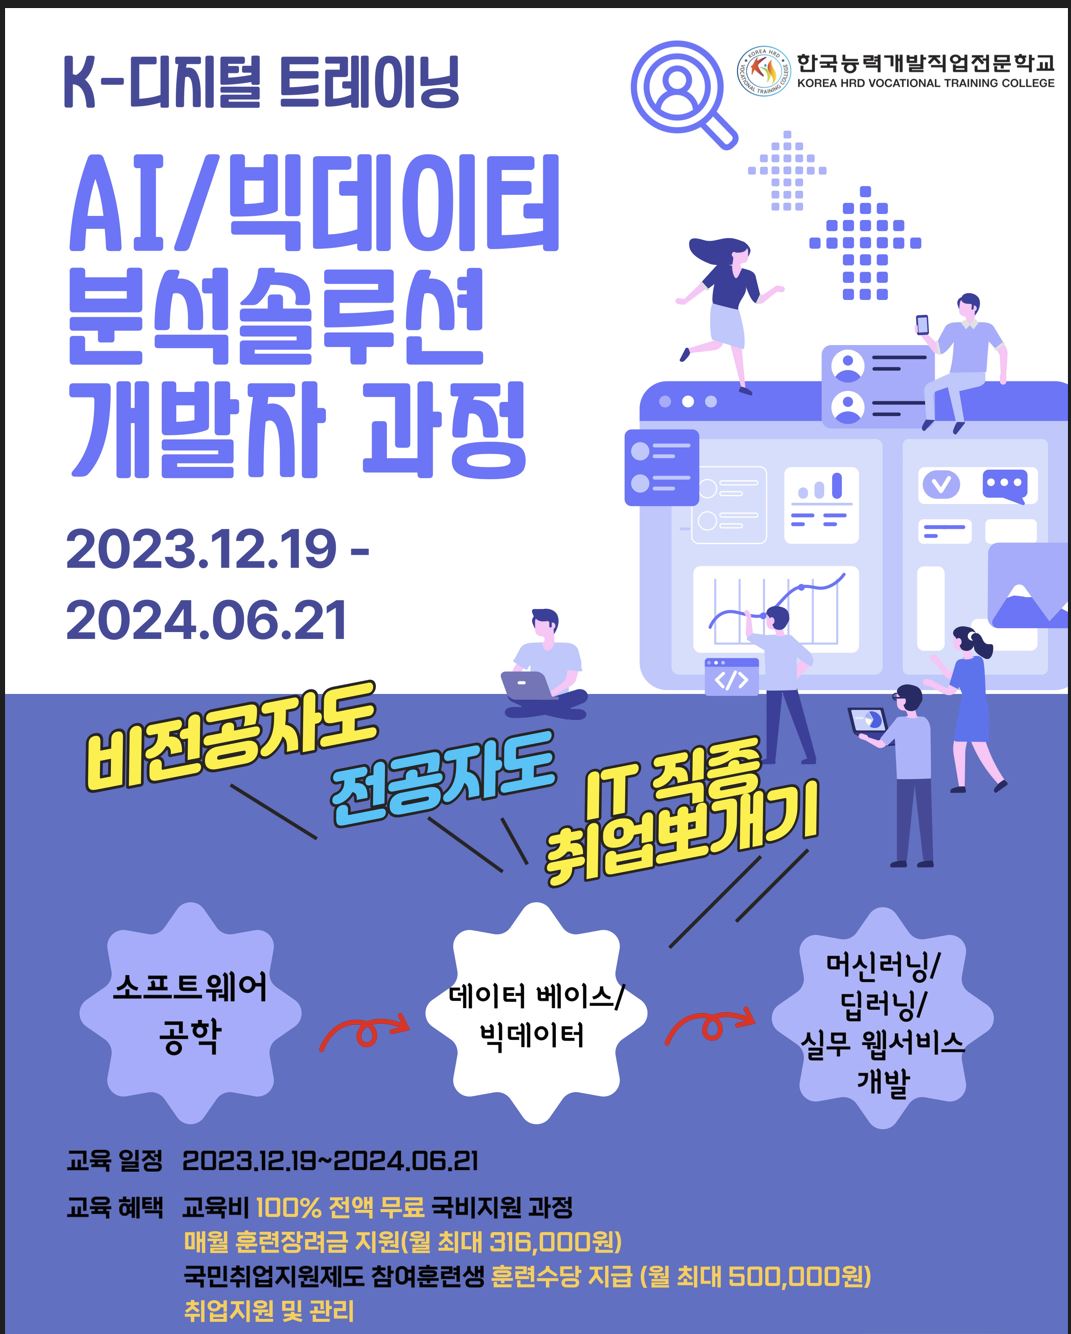 K-디지털 트레이닝
한국능력개발직업전문학교
KOREA HRD VOCATIONAL TRAINING COLLEGE
KOREA HRD
VOCATIONAL TRAINING COLLEGE
AI/빅데이터
분석솔루션
개발자 과정
2023.12.19 -
2024.06.21
</>
비전공자도
전공자도
IT 직종
취업뽀개기
소프트웨어
공학
데이터 베이스/
빅데이터
머신러닝/
딥러닝/
실무 웹서비스
개발
교육 일정 2023.12.19~2024.06.21
교육 혜택 교육비 100% 전액 무료 국비지원 과정
매월 훈련장려금 지원(월 최대 316,000원)
국민취업지원제도 참여훈련생 훈련수당 지급 (월 최대 500,000원)
취업지원 및 관리